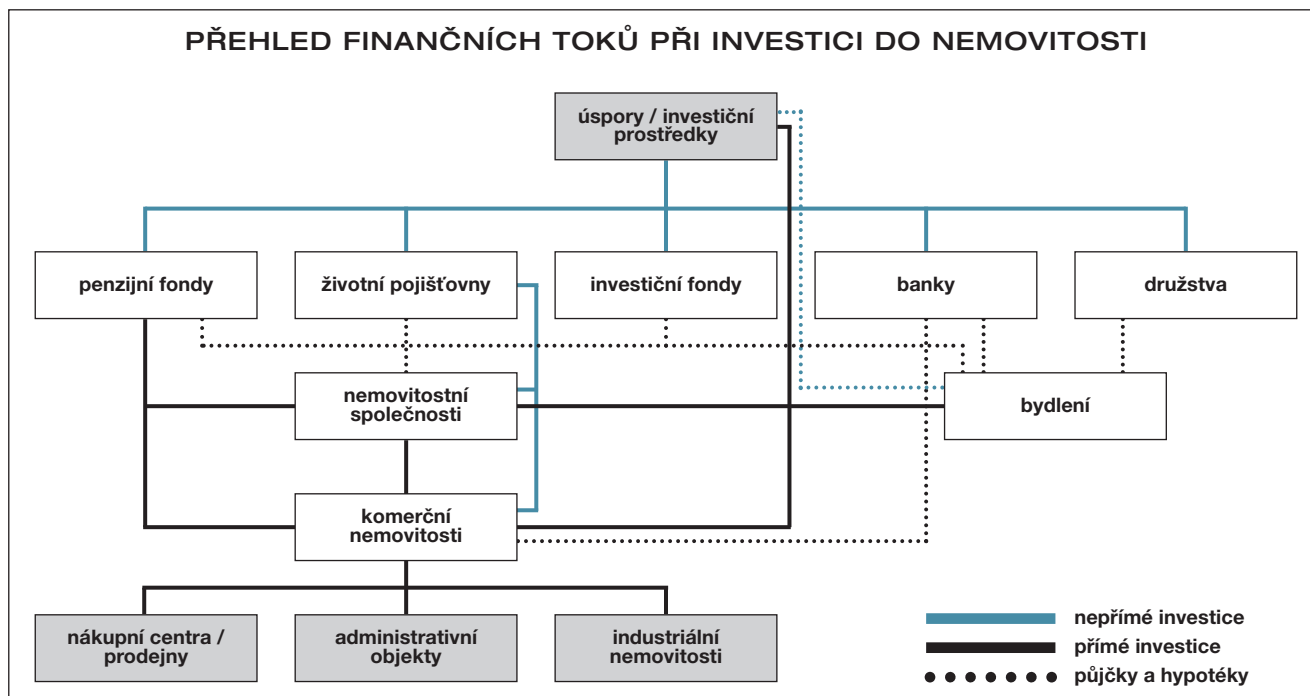 PŘEHLED FINANČNÍCH TOKŮ PŘI INVESTICI DO NEMOVITOSTI
úspory / investiční
prostředky
penzijní fondy
životní pojišťovny
investiční fondy
banky
družstva
nemovitostní
společnosti
bydlení
komerční
nemovitosti
nákupní centra /
prodejny
administrativní
objekty
industriální
nemovitosti
nepřímé investice
přímé investice
půjčky a hypotéky